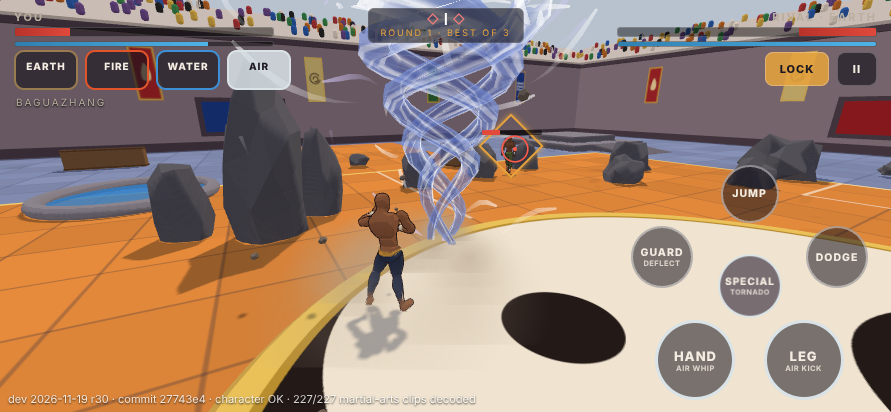 YOU
ROUND 1 · BEST OF 3
EARTH
FIRE
WATER
AIR
LOCK
BAGUAZHANG
JUMP
GUARD
DEFLECT
DODGE
SPECIAL
TORNADO
HAND
AIR WHIP
LEG
AIR KICK
dev 2026-11-19 r30 · commit 27743e4 · character OK · 227/227 martial-arts clips decoded